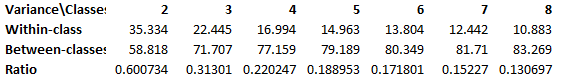 Variance\Classes 2 3 4 5 6 7 8
Within-class 35.334 22.445 16.994 14.963 13.804 12.442 10.883
Between-classes 58.818 71.707 77.159 79.189 80.349 81.71 83.269
Ratio 0.600734 0.31301 0.220247 0.188953 0.171801 0.15227 0.130697